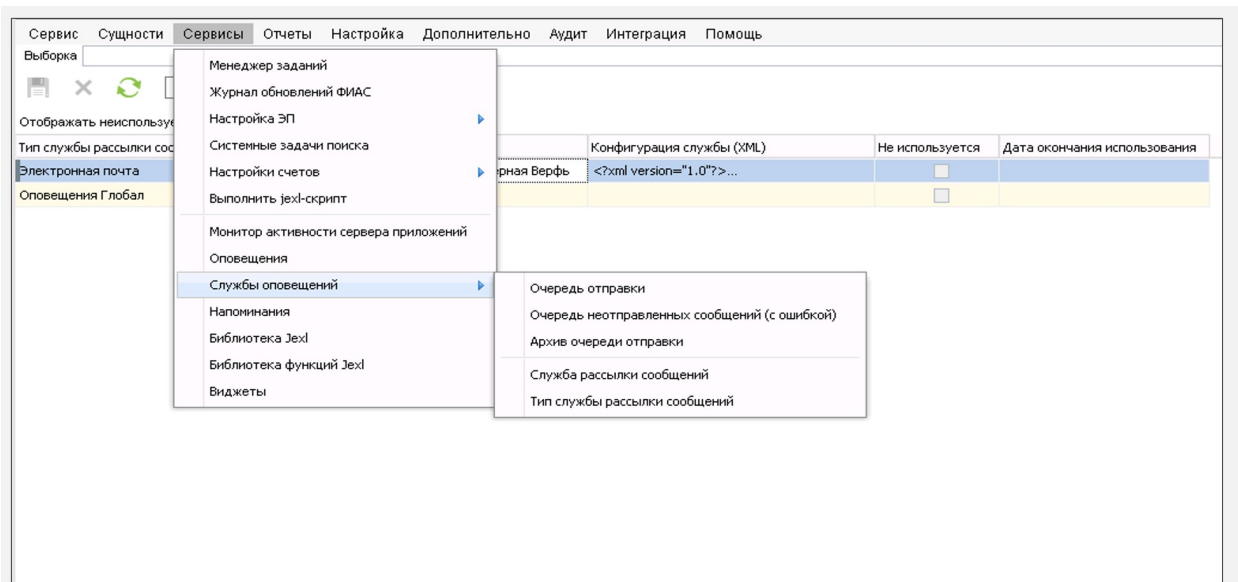 Сервис Сущности Сервисы Отчеты Настройка Дополнительно Аудит Интеграция Помощь
Выборка
Менеджер заданий
Журнал обновлений ФИАС
Отображать
Настройка ЭП
Системные задачи поиска
Тип службы рассылки Конфигурация службы (XML) Не используется Дата окончания использования
Электронная почта Настройки счетов Верфь <?xml version="1.0"?>...
Оповещения Глобал Выполнить jexl-скрипт
Монитор активности сервера приложений
Оповещения
Службы оповещений
Напоминания
Библиотека Jexl
Библиотека функций Jexl
Виджеты
Очередь отправки
Очередь неотправленных сообщений (с ошибкой)
Архив очереди отправки
Служба рассылки сообщений
Тип службы рассылки сообщений